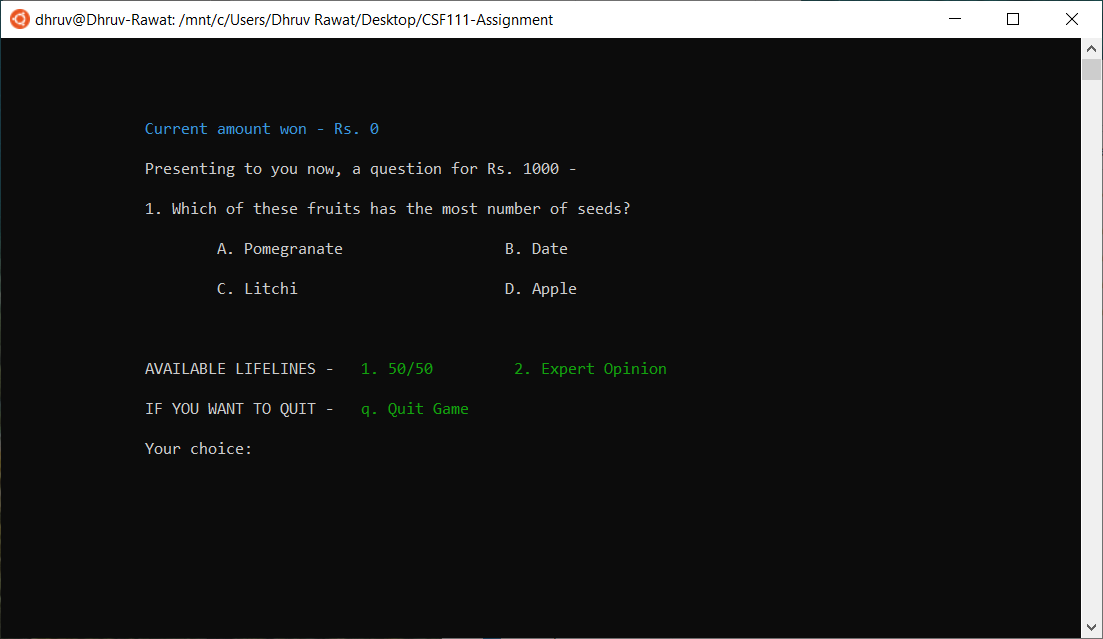 dhruv@Dhruv-Rawat: /mnt/c/Users/Dhruv Rawat/Desktop/CSF111-Assignment
Current amount won - Rs. 0
Presenting to you now, a question for Rs. 1000 -
1. Which of these fruits has the most number of seeds?
A. Pomegranate B. Date
C. Litchi D. Apple
AVAILABLE LIFELINES - 1. 50/50 2. Expert Opinion
IF YOU WANT TO QUIT - q. Quit Game
Your choice: